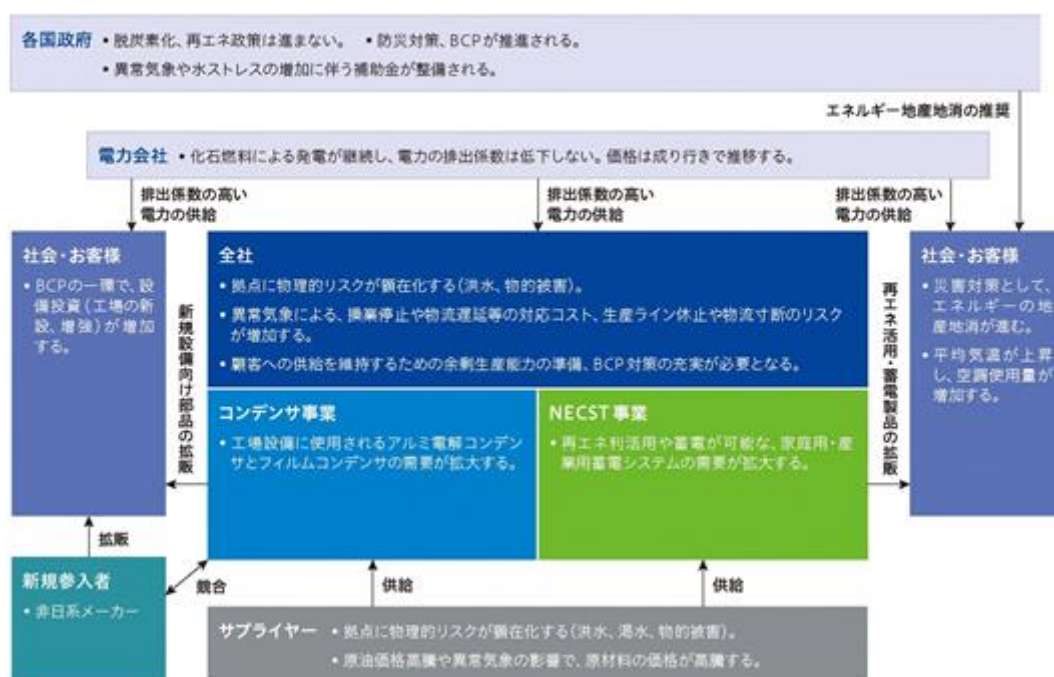 各国政府 • 脱炭素化、再エネ政策は進まない。 • 防災対策、BCPが推進される。
• 異常気象や水ストレスの増加に伴う補助金が整備される。
エネルギー地産地消の推奨
電力会社 • 化石燃料による発電が継続し、電力の排出係数は低下しない。価格は成り行きで推移する。
排出係数の高い
電力の供給
排出係数の高い
電力の供給
排出係数の高い
電力の供給
社会・お客様
• BCPの一環で、設
備投資(工場の新
設、増強)が増加
する。
新規設備向け部品の拡販
全社
• 拠点に物理的リスクが顕在化する(洪水、物的被害)。
• 異常気象による、操業停止や物流遅延等の対応コスト、生産ライン休止や物流寸断のリスク
が増加する。
• 顧客への供給を維持するための余剰生産能力の準備、BCP対策の充実が必要となる。
再エネ活用・蓄電製品の拡販
社会・お客様
• 災害対策として、
エネルギーの地
産地消が進む。
• 平均気温が上昇
し、空調使用量が
増加する。
コンデンサ事業
• 工場設備に使用されるアルミ電解コンデン
サとフィルムコンデンサの需要が拡大する。
NECST事業
• 再エネ利活用や蓄電が可能な、家庭用・産
業用蓄電システムの需要が拡大する。
拡販
新規参入者
• 非日系メーカー
競合
供給
供給
サプライヤー • 拠点に物理的リスクが顕在化する(洪水、渇水、物的被害)。
• 原油価格高騰や異常気象の影響で、原材料の価格が高騰する。